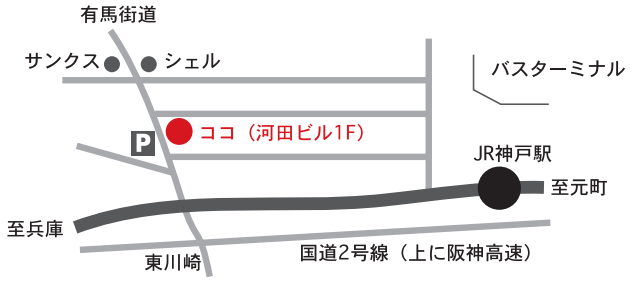 有馬街道
サンクス
シェル
バスターミナル
P
ココ（河田ビル1F）
JR神戸駅
至元町
至兵庫
国道2号線（上に阪神高速）
東川崎